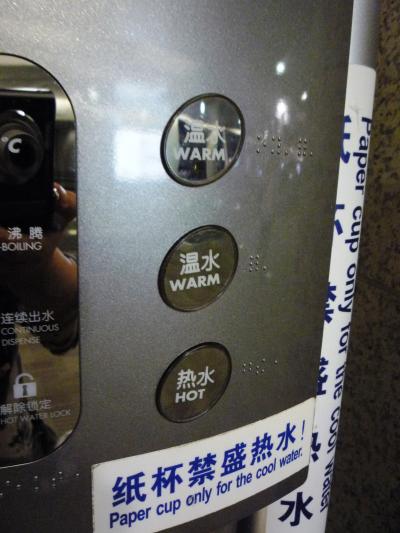 C
沸腾
BOILING
连续出水
CONTINUOUS
DISPENSE
解除锁定
HOT WATER LOCK
温水
WARM
温水
WARM
热水
HOT
纸杯禁盛热水!
Paper cup only for the cool water.
Paper cup only for the cool water
热水